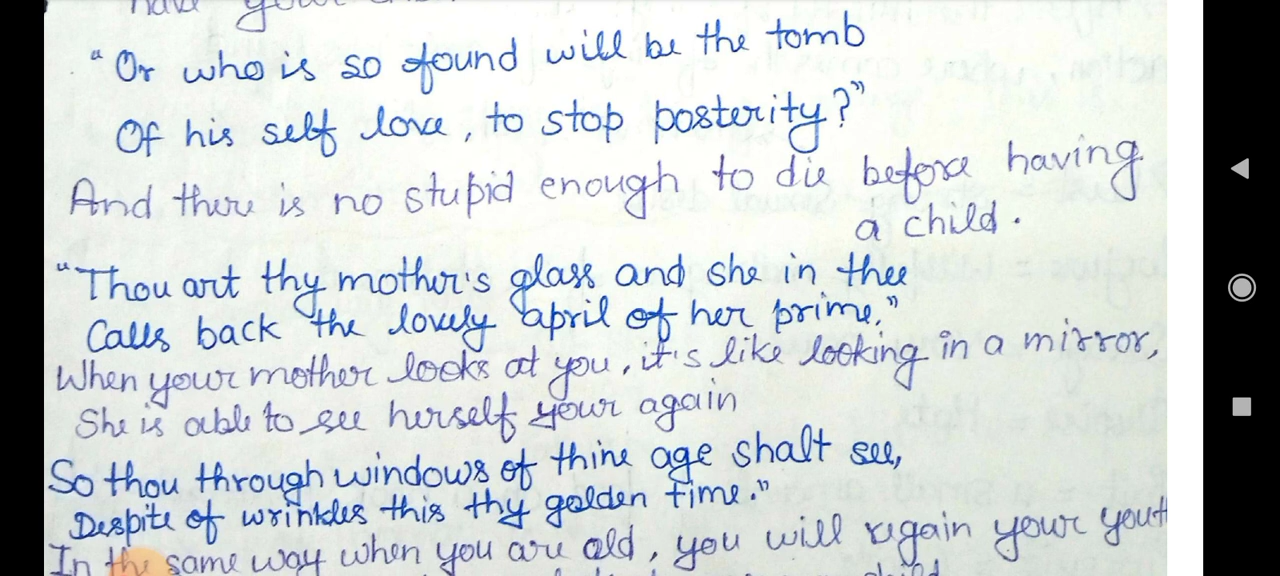 have your
“Or who is so found will be the tomb
Of his self love, to stop posterity?”
And there is no stupid enough to die before having
a child.
“Thou art thy mother's glass and she in thee
Calls back the lovely april of her prime.”
When your mother looks at you, it's like looking in a mirror,
She is able to see herself your again
So thou through windows of thine age shalt see,
Despite of wrinkles this thy golden time.”
In the same way when you are old, you will regain your yout
child